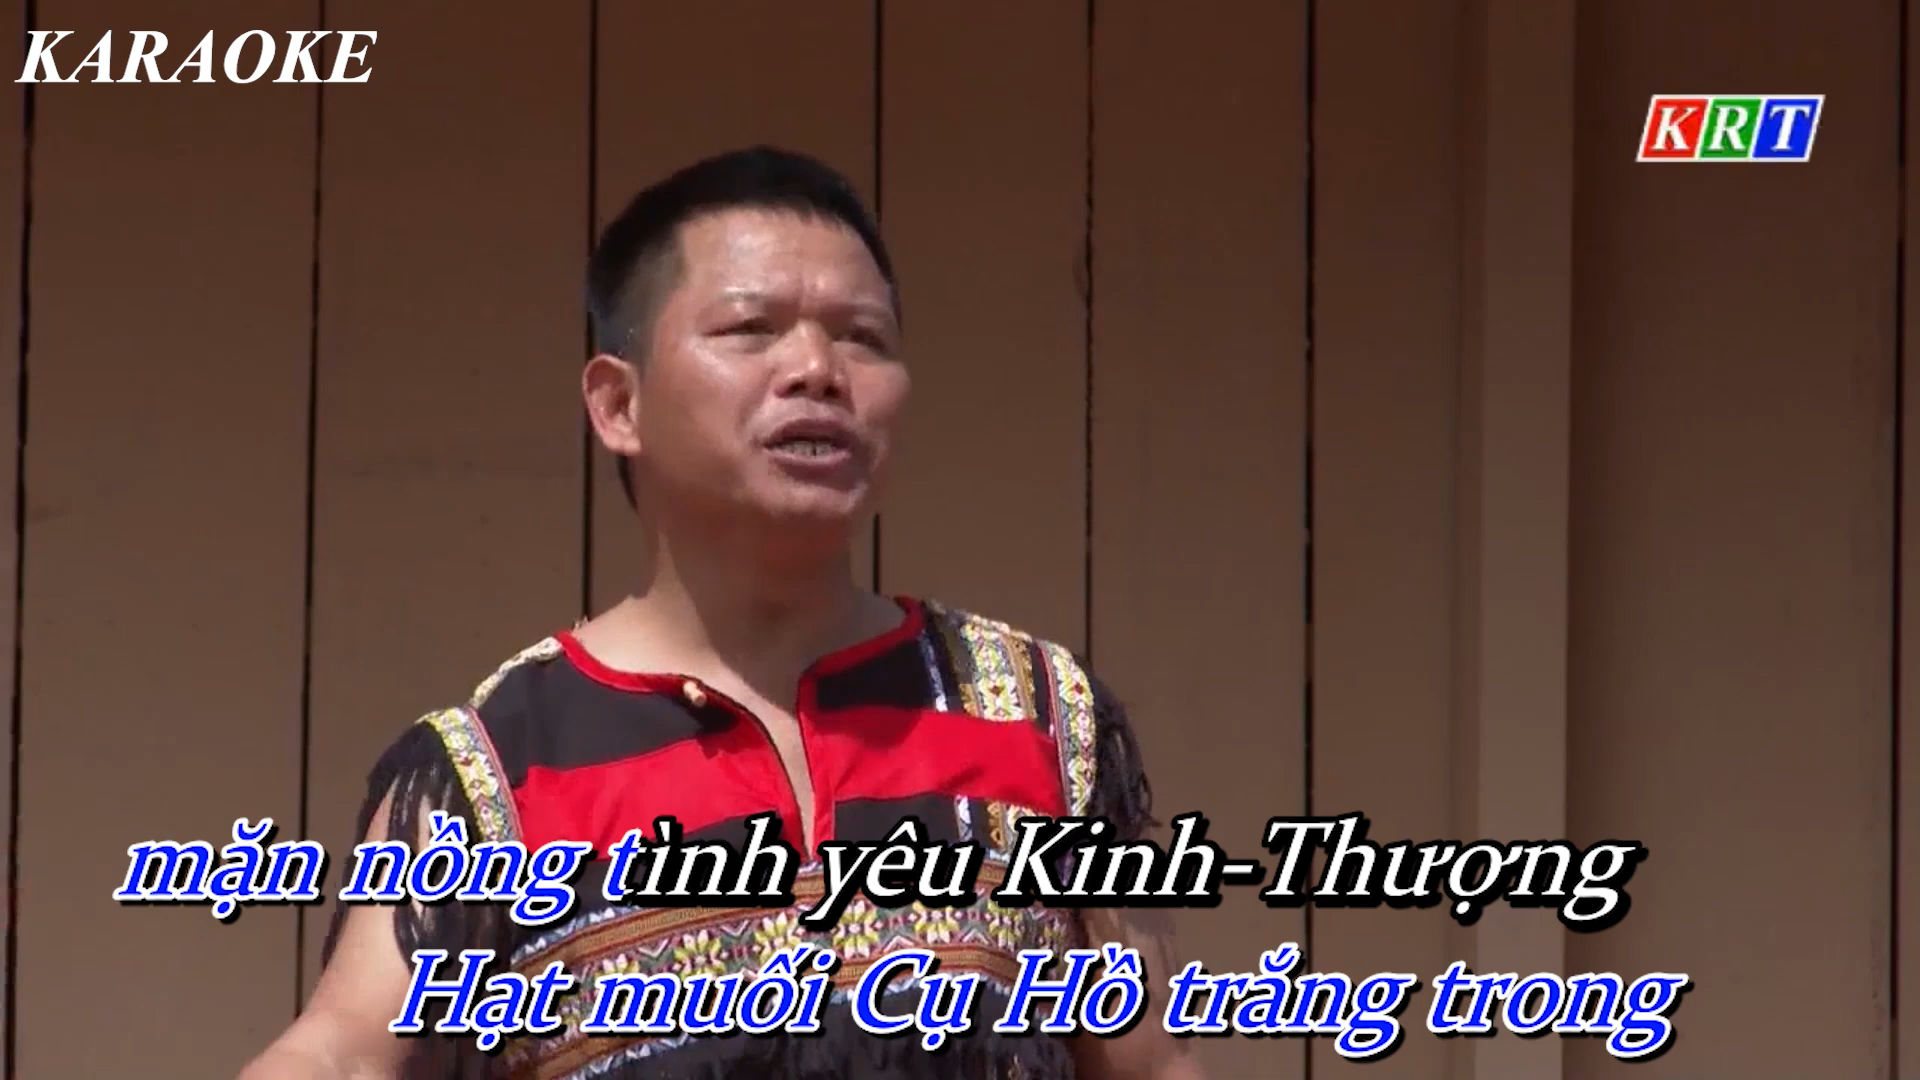 KARAOKE
KRT
mặn nồng tình yêu Kinh-Thượng
Hạt muối Cụ Hồ trắng trong